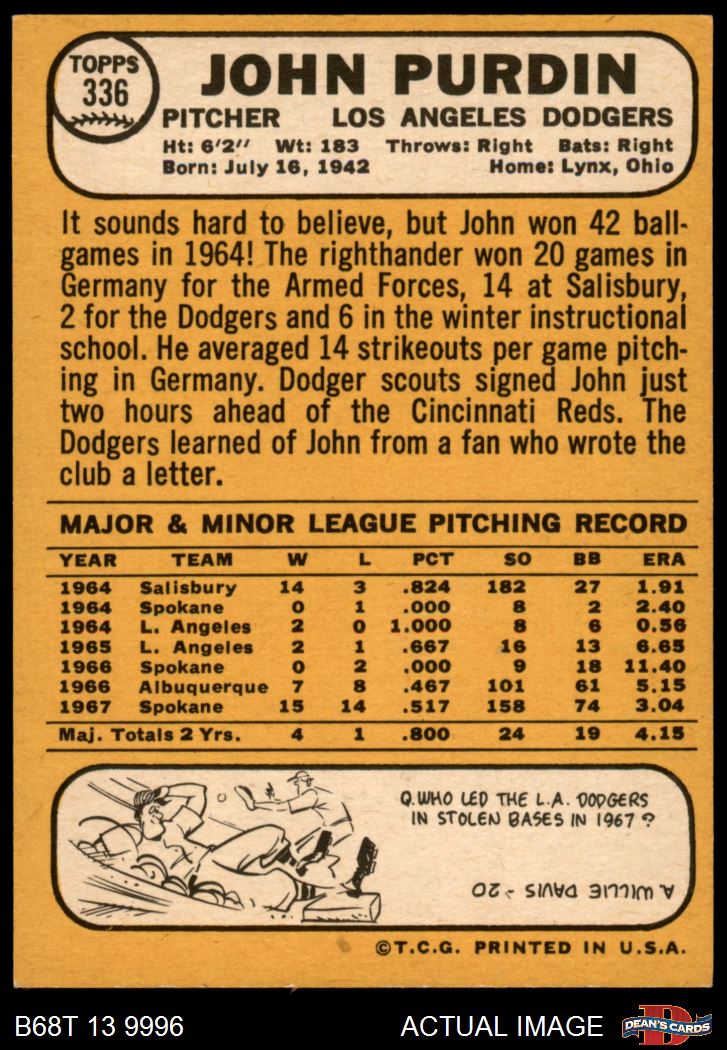 TOPPS
336
JOHN PURDIN
PITCHER LOS ANGELES DODGERS
Ht: 6'2" Wt: 183 Throws: Right Bats: Right
Born: July 16, 1942 Home: Lynx, Ohio
It sounds hard to believe, but John won 42 ball-
games in 1964! The righthander won 20 games in
Germany for the Armed Forces, 14 at Salisbury,
2 for the Dodgers and 6 in the winter instructional
school. He averaged 14 strikeouts per game pitch-
ing in Germany. Dodger scouts signed John just
two hours ahead of the Cincinnati Reds. The
Dodgers learned of John from a fan who wrote the
club a letter.
MAJOR & MINOR LEAGUE PITCHING RECORD
YEAR TEAM W L PCT SO BB ERA
1964 Salisbury 14 3 .824 182 27 1.91
1964 Spokane 0 1 .000 8 2 2.40
1964 L. Angeles 2 0 1.000 8 6 0.56
1965 L. Angeles 2 1 .667 16 13 6.65
1966 Spokane 0 2 .000 9 18 11.40
1966 Albuquerque 7 8 .467 101 61 5.15
1967 Spokane 15 14 .517 158 74 3.04
Maj. Totals 2 Yrs. 4 1 .800 24 19 4.15
Q. WHO LED THE L.A. DODGERS
IN STOLEN BASES IN 1967?
A. WILLIE DAVIS - 20
©T.C.G. PRINTED IN U.S.A.
B68T 13 9996 ACTUAL IMAGE
DEAN'S CARDS